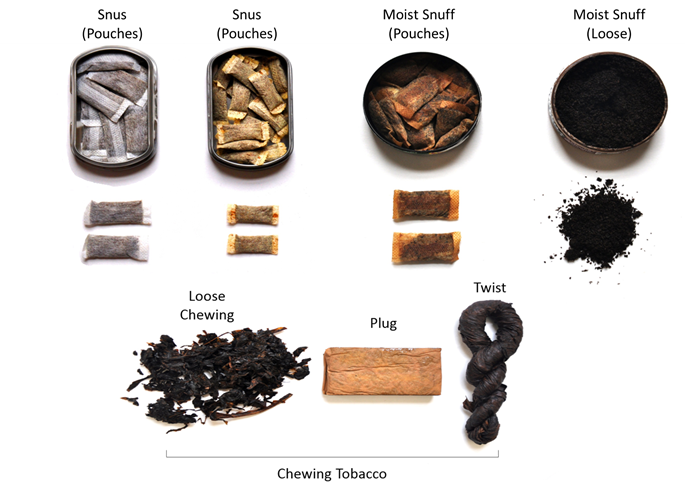 Snus
(Pouches)
Snus
(Pouches)
Moist Snuff
(Pouches)
Moist Snuff
(Loose)
Loose
Chewing
Plug
Twist
Chewing Tobacco